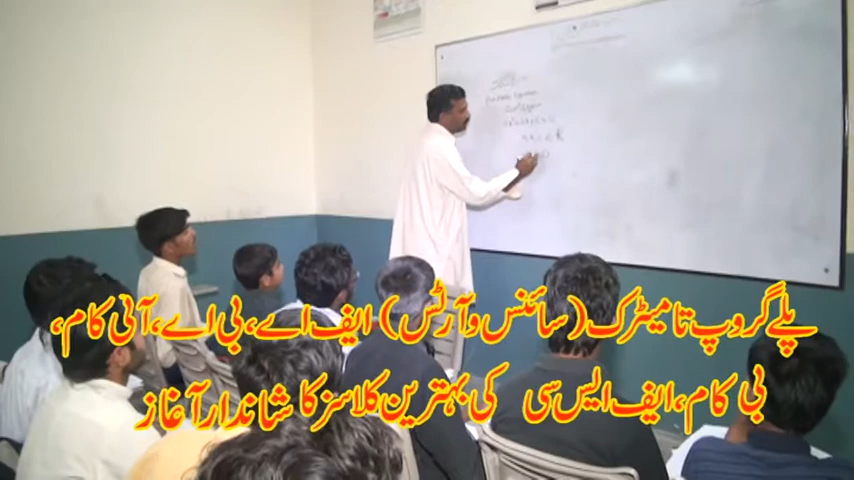 پلے گروپ تا میٹرک (سائنس و آرٹس) ایف اے، بی اے، آئی کام،
بی کام، ایف ایس سی کی بہترین کلاسز کا شاندار آغاز